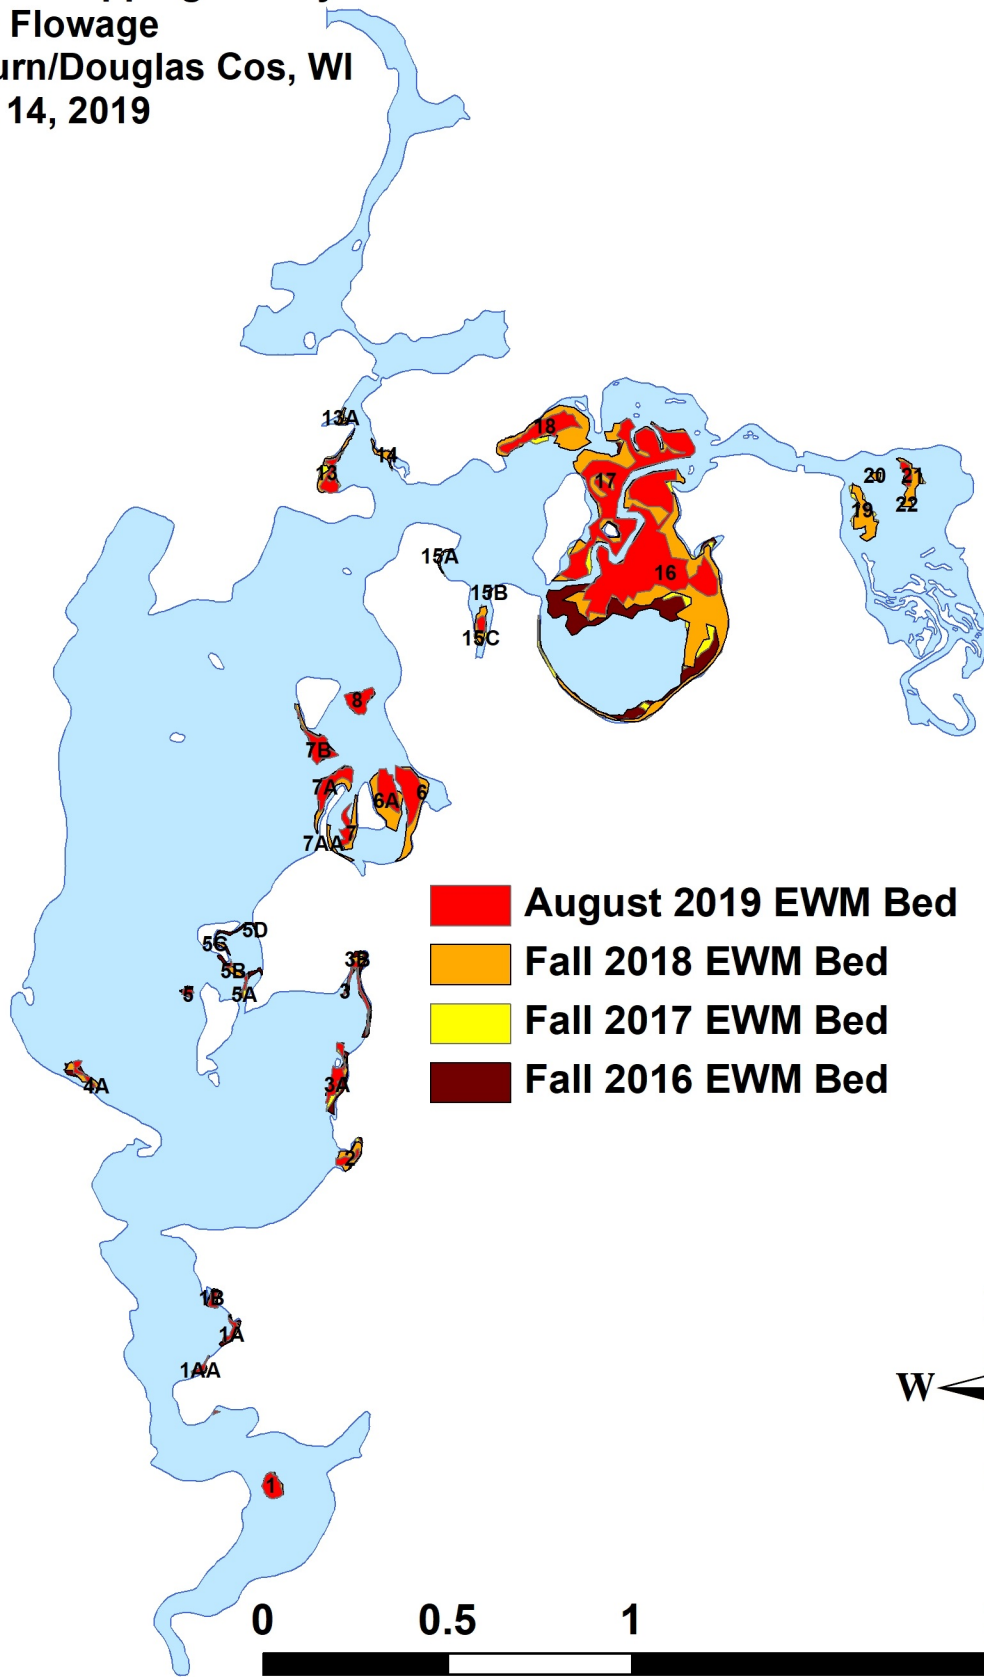 Flowage
Douglas Cos, WI
14, 2019
13A
14
13
18
17
20
21
19
22
15A
16
15B
15C
8
7B
7A
6A
6
7
7AA
5D
5C
5B
5
5A
3B
3
4A
3A
2
August 2019 EWM Bed
Fall 2018 EWM Bed
Fall 2017 EWM Bed
Fall 2016 EWM Bed
1B
1A
1AA
W
1
0 0.5 1